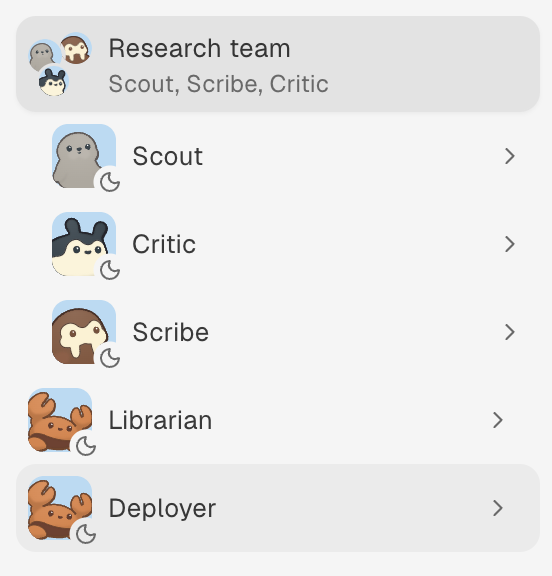 Research team
Scout, Scribe, Critic
Scout
Critic
Scribe
Librarian
Deployer